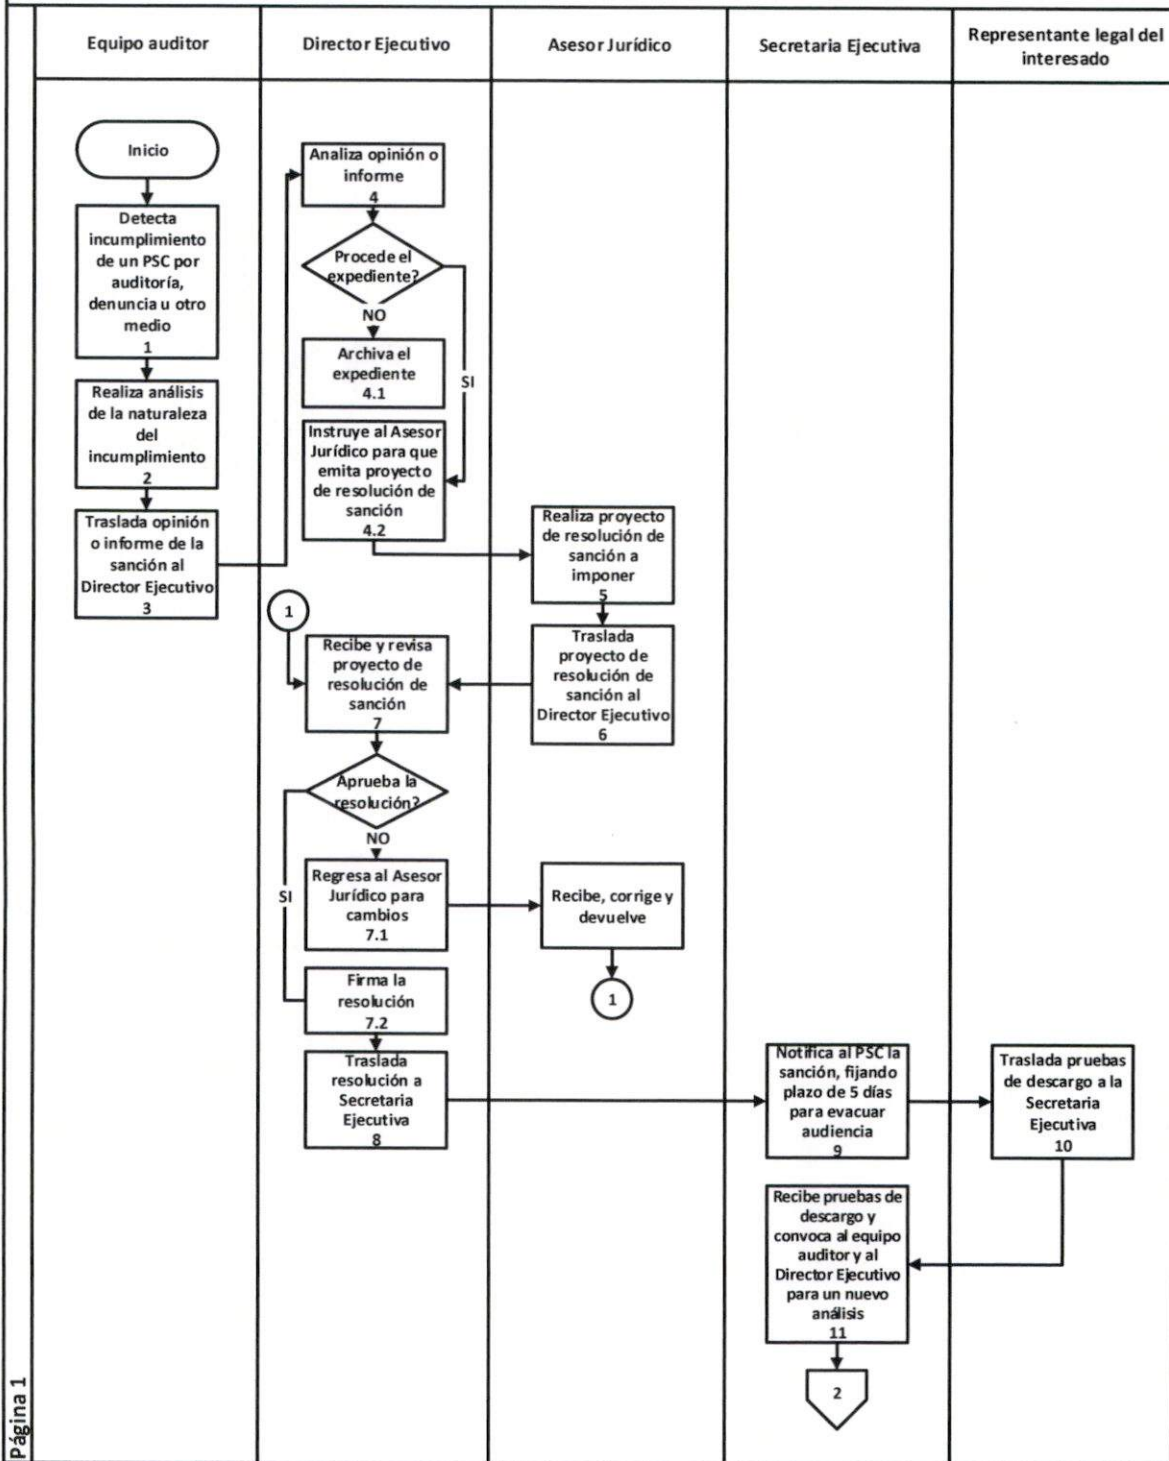 Equipo auditor
Director Ejecutivo
Asesor Jurídico
Secretaria Ejecutiva
Representante legal del
interesado
Inicio
Detecta
incumplimiento
de un PSC por
auditoría,
denuncia u otro
medio
1
Realiza análisis
de la naturaleza
del
incumplimiento
2
Traslada opinión
o informe de la
sanción al
Director Ejecutivo
3
Analiza opinión o
informe
4
Procede el
expediente?
NO
SI
Archiva el
expediente
4.1
Instruye al Asesor
Jurídico para que
emita proyecto
de resolución de
sanción
4.2
Realiza proyecto
de resolución de
sanción a
imponer
5
Traslada
proyecto de
resolución de
sanción al
Director Ejecutivo
6
1
Recibe y revisa
proyecto de
resolución de
sanción
7
Aprueba la
resolución?
NO
SI
Regresa al Asesor
Jurídico para
cambios
7.1
Recibe, corrige y
devuelve
1
Firma la
resolución
7.2
Traslada
resolución a
Secretaria
Ejecutiva
8
Notifica al PSC la
sanción, fijando
plazo de 5 días
para evacuar
audiencia
9
Traslada pruebas
de descargo a la
Secretaria
Ejecutiva
10
Recibe pruebas de
descargo y
convoca al equipo
auditor y al
Director Ejecutivo
para un nuevo
análisis
11
2
Página 1